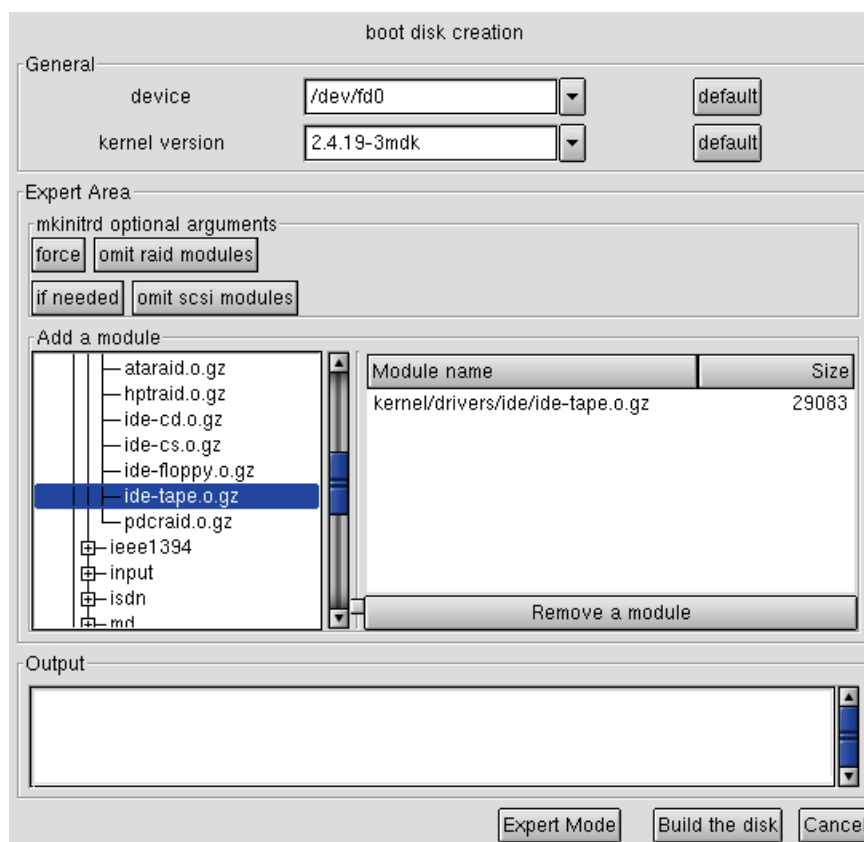 boot disk creation
General
device /dev/fd0 default
kernel version 2.4.19-3mdk default
Expert Area
mkinitrd optional arguments
force omit raid modules
if needed omit scsi modules
Add a module
ataraid.o.gz
hptraid.o.gz
ide-cd.o.gz
ide-cs.o.gz
ide-floppy.o.gz
ide-tape.o.gz
pdcraid.o.gz
ieee1394
input
isdn
md
Module name Size
kernel/drivers/ide/ide-tape.o.gz 29083
Remove a module
Output
Expert Mode Build the disk Cance